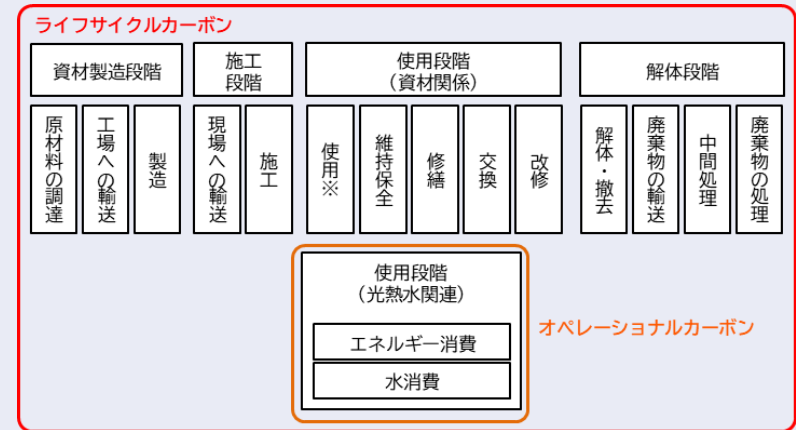 ライフサイクルカーボン
資材製造段階
施工
段階
使用段階
（資材関係）
解体段階
原材料の調達
工場への輸送
製造
現場への輸送
施工
使用※
維持保全
修繕
交換
改修
解体・撤去
廃棄物の輸送
中間処理
廃棄物の処理
使用段階
（光熱水関連）
エネルギー消費
水消費
オペレーショナルカーボン